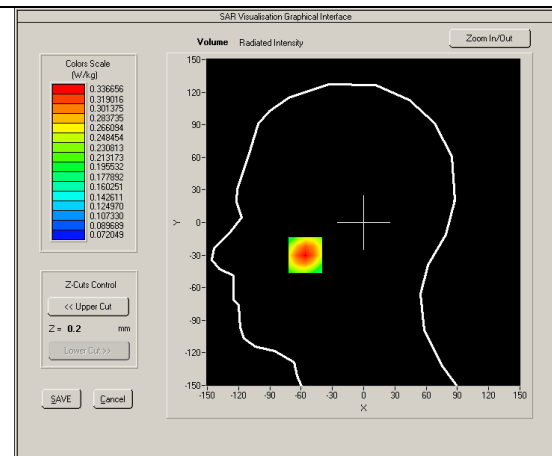 SAR Visualisation Graphical Interface
Volume Radiated Intensity
Zoom In/Out
Colors Scale
(W/kg)
0.336656
0.319016
0.301375
0.283735
0.266094
0.248454
0.230813
0.213173
0.195532
0.177892
0.160251
0.142611
0.124970
0.107330
0.089689
0.072049
Z-Cuts Control
<< Upper Cut
Z = 0.2 mm
Lower Cut >>
SAVE
Cancel
150
120
90
60
30
0
-30
-60
-90
-120
-150
Y
-150 -120 -90 -60 -30 0 30 60 90 120 150
X